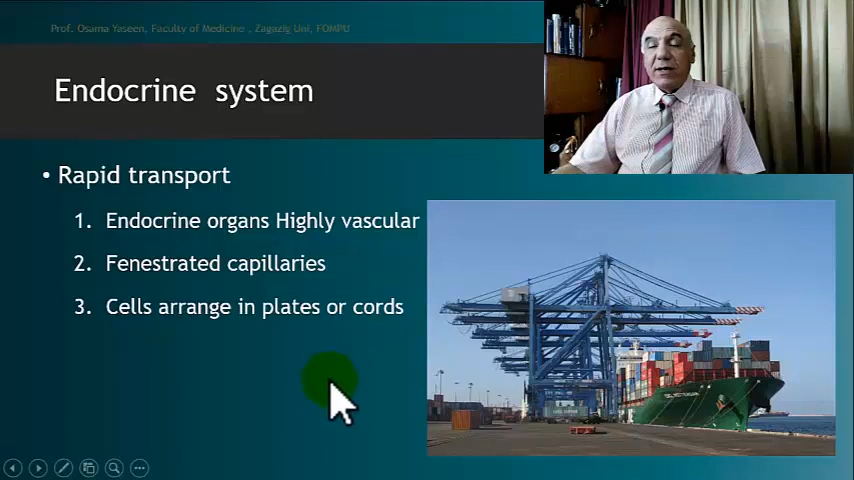 Prof. Osama Yaseen, Faculty of Medicine , Zagazig Uni, FOMPU
Endocrine system
• Rapid transport
1. Endocrine organs Highly vascular
2. Fenestrated capillaries
3. Cells arrange in plates or cords